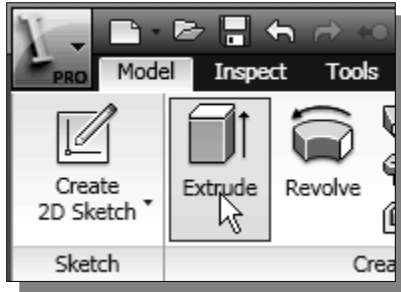 PRO
Model Inspect Tools
Create
2D Sketch
Extrude
Revolve
Sketch
Crea